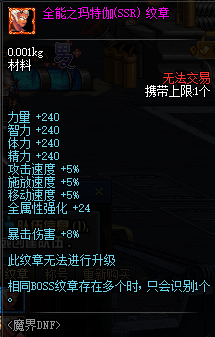 全能之玛特伽(SSR) 纹章
0.001kg
材料
无法交易
携带上限:1个
力量 +240
智力 +240
体力 +240
精力 +240
攻击速度 +5%
施放速度 +5%
移动速度 +5%
全属性强化 +24
暴击伤害 +8%
此纹章无法进行升级
相同BOSS纹章存在多个时, 只会识别1个
。
<魔界DNF>